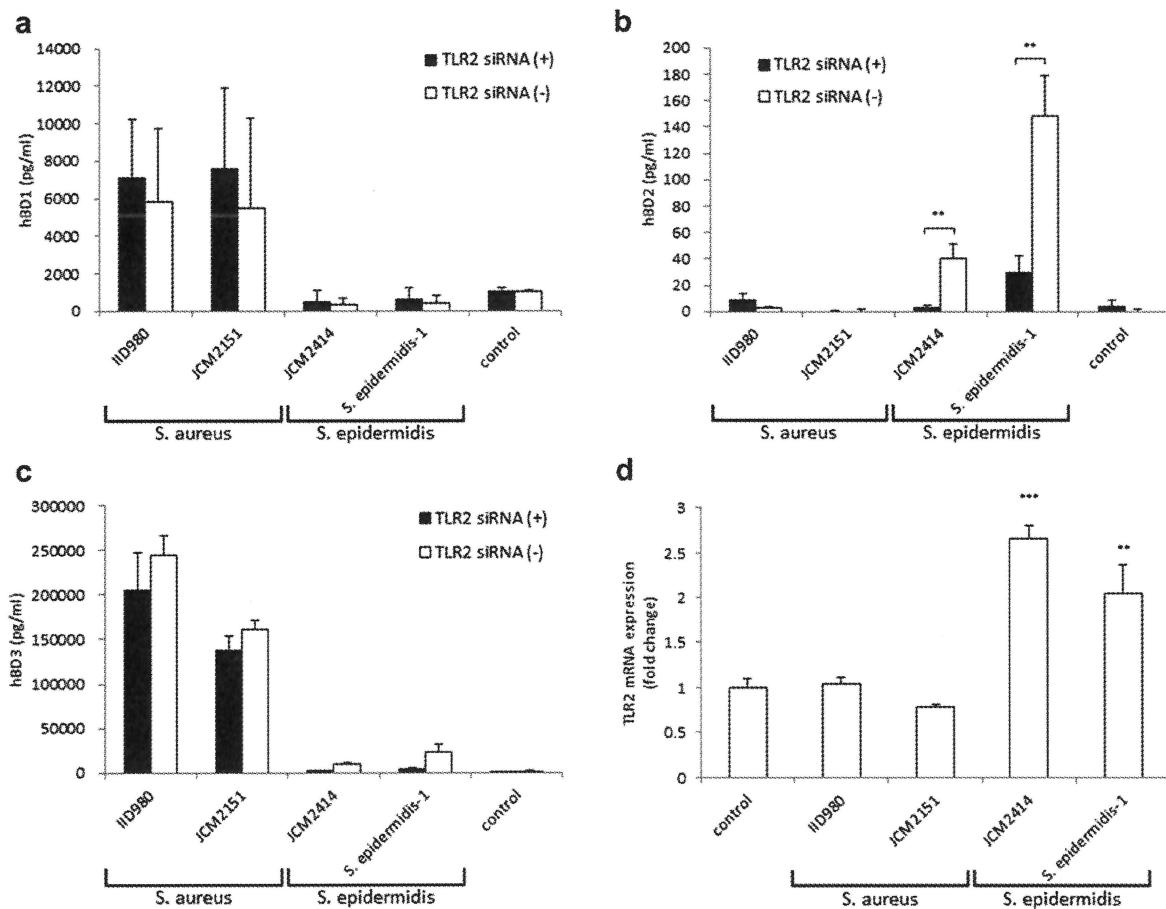 a
14000
12000
10000
8000
6000
4000
2000
0
hBD1 (pg/ml)
TLR2 siRNA (+)
TLR2 siRNA (-)
IID980
JCM2151
JCM2414
S. epidermidis-1
control
S. aureus
S. epidermidis
b
200
180
160
140
120
100
80
60
40
20
0
hBD2 (pg/ml)
TLR2 siRNA (+)
TLR2 siRNA (-)
**
**
IID980
JCM2151
JCM2414
S. epidermidis-1
control
S. aureus
S. epidermidis
c
300000
250000
200000
150000
100000
50000
0
hBD3 (pg/ml)
TLR2 siRNA (+)
TLR2 siRNA (-)
IID980
JCM2151
JCM2414
S. epidermidis-1
control
S. aureus
S. epidermidis
d
3
2.5
2
1.5
1
0.5
0
TLR2 mRNA expression
(fold change)
***
**
control
IID980
JCM2151
JCM2414
S. epidermidis-1
S. aureus
S. epidermidis